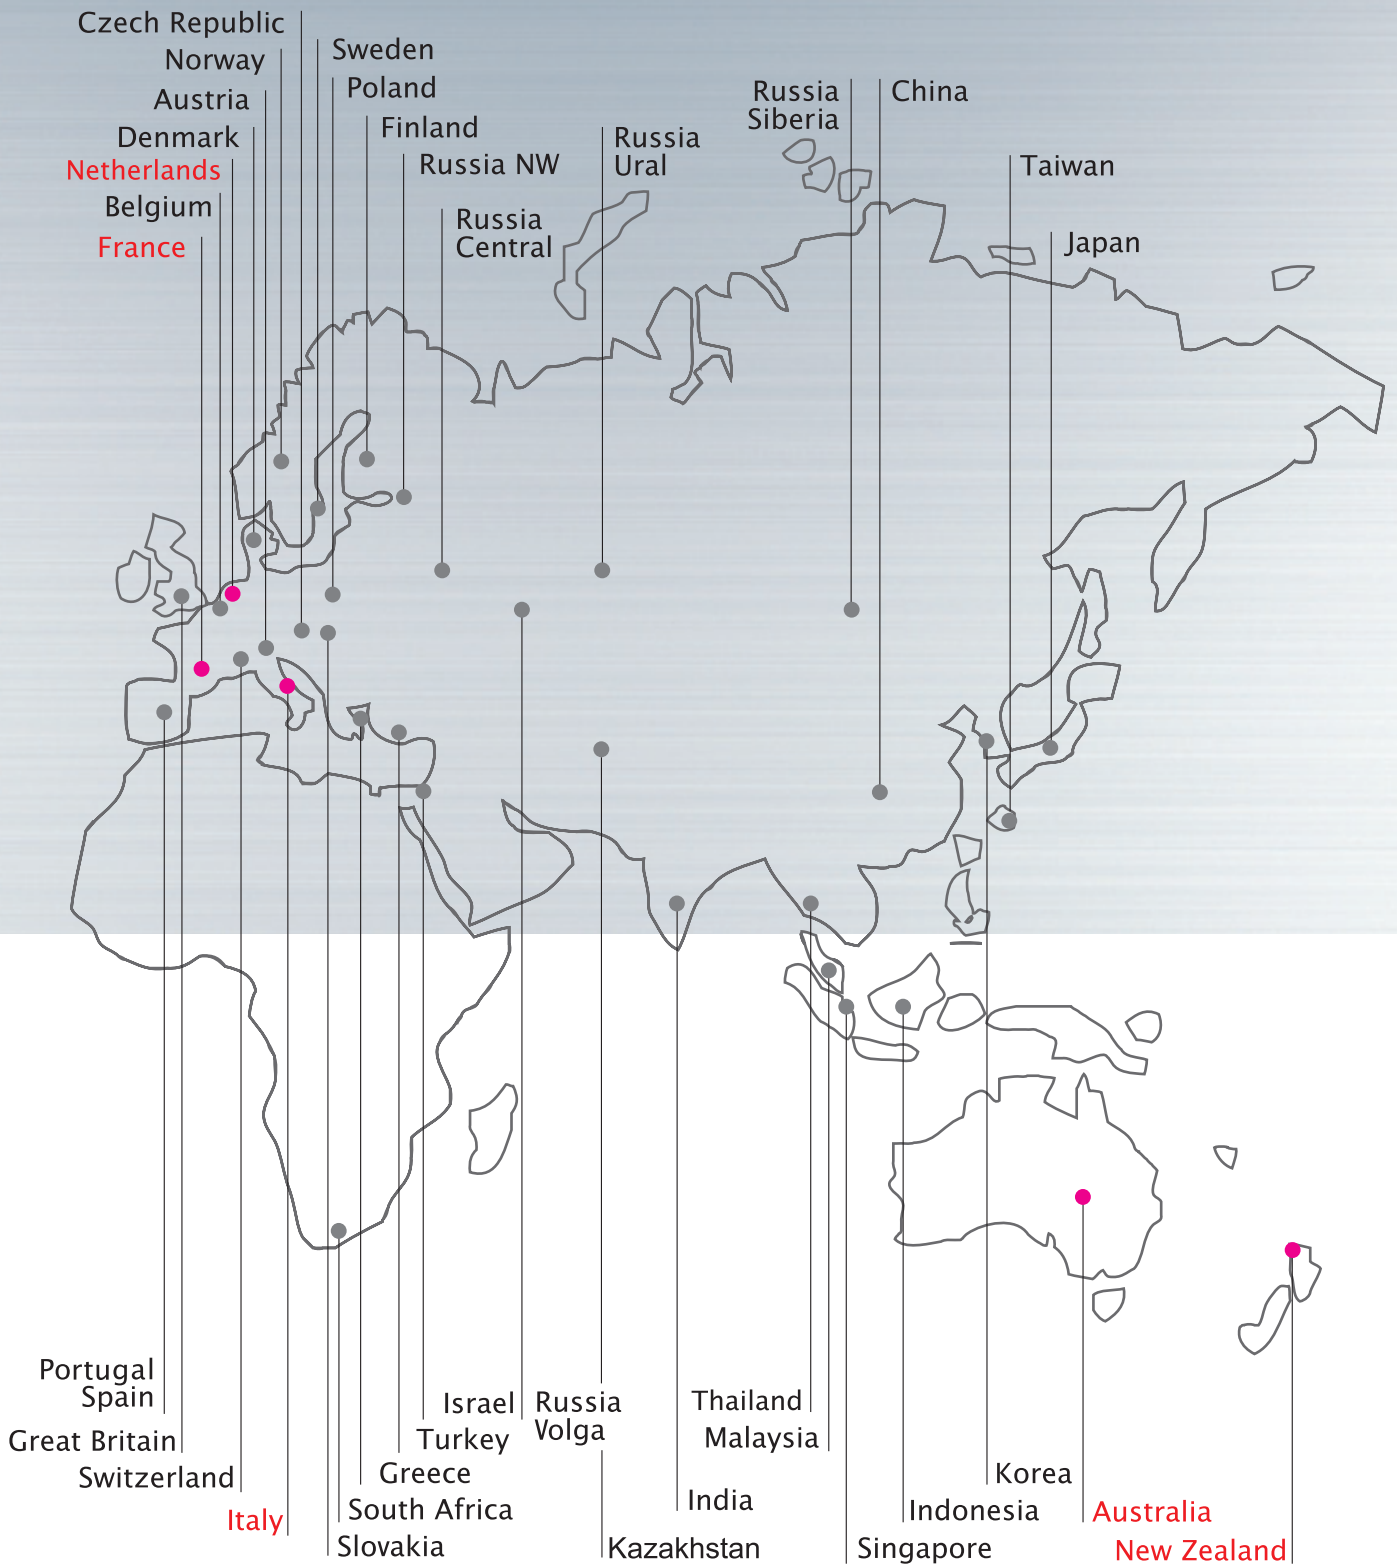 Czech Republic
Norway
Sweden
Austria
Poland
Denmark
Finland
Netherlands
Russia NW
Belgium
Russia
Central
France
Russia
Ural
Russia
Siberia
China
Taiwan
Japan
Portugal
Spain
Great Britain
Switzerland
Italy
Israel
Turkey
Greece
South Africa
Slovakia
Russia
Volga
Kazakhstan
Thailand
Malaysia
India
Korea
Indonesia
Singapore
Australia
New Zealand